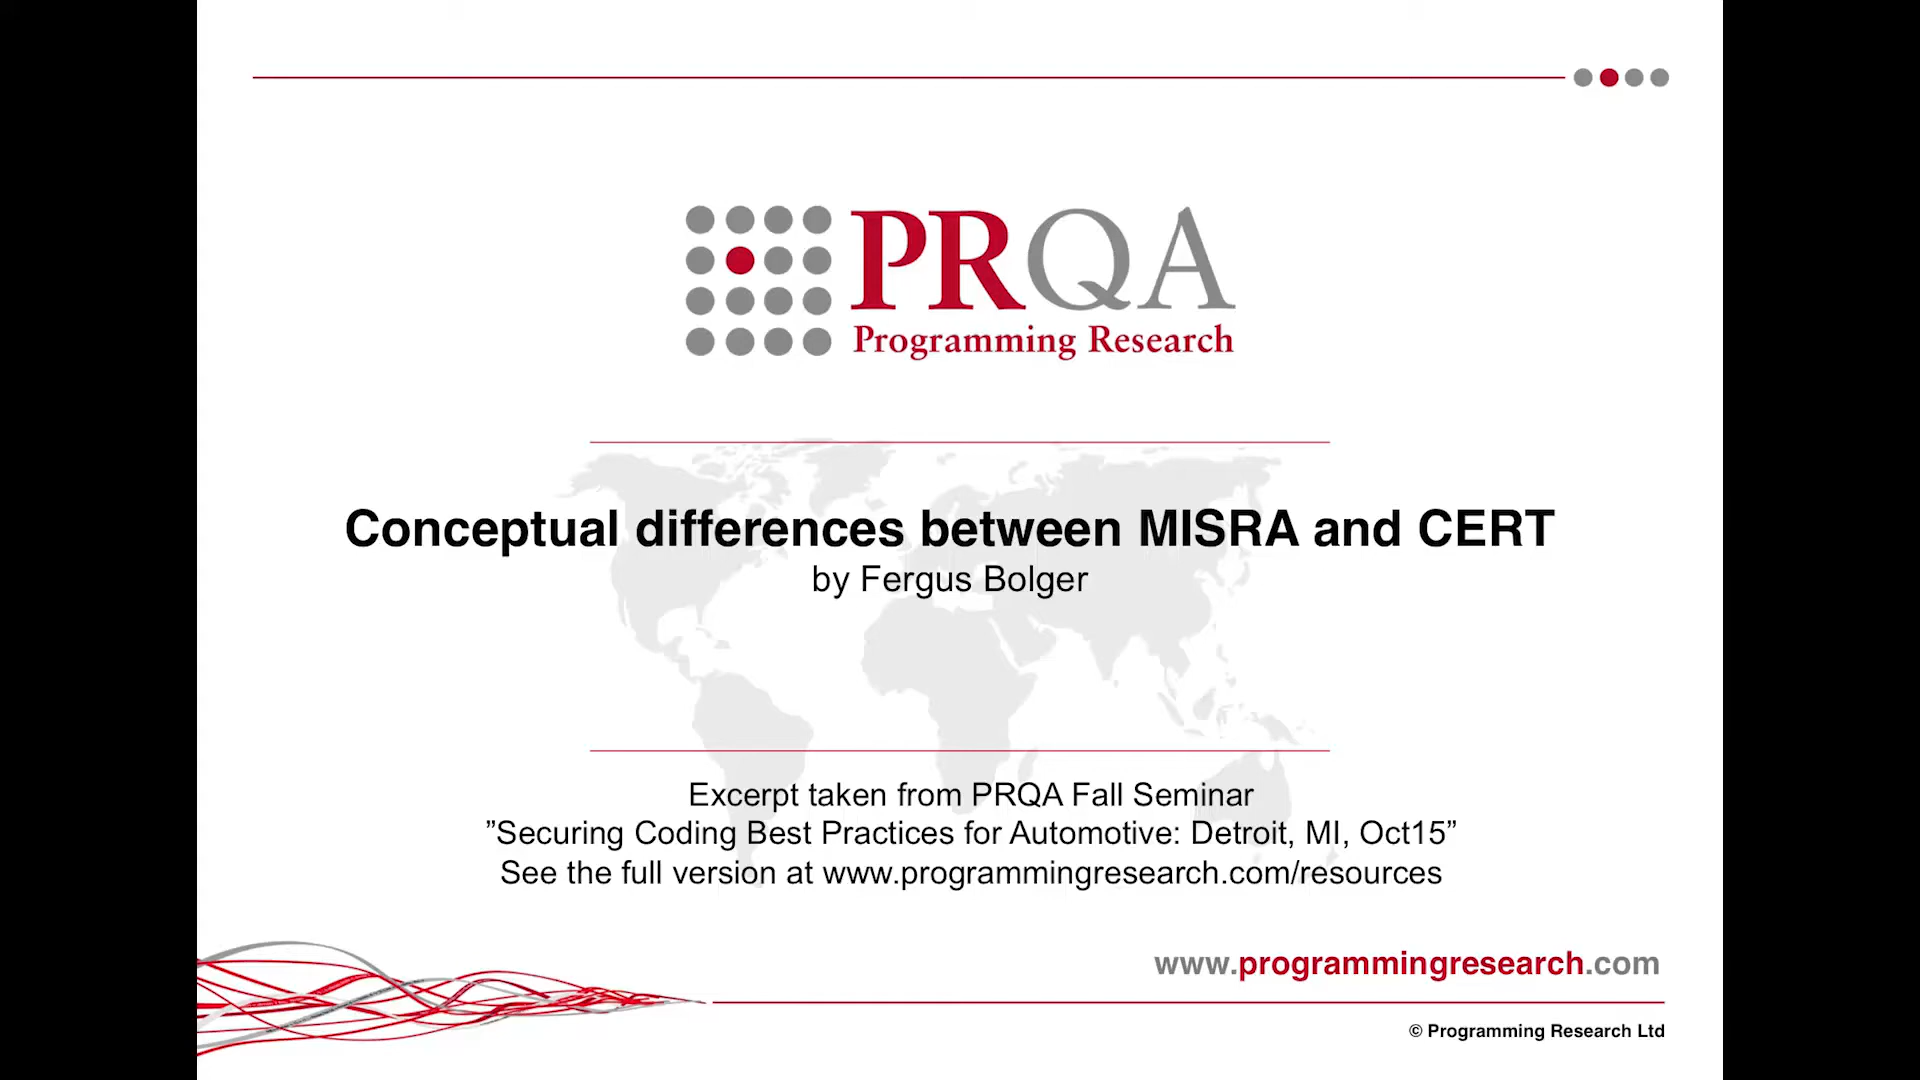 PRQA
Programming Research
Conceptual differences between MISRA and CERT
by Fergus Bolger
Excerpt taken from PRQA Fall Seminar
”Securing Coding Best Practices for Automotive: Detroit, MI, Oct15”
See the full version at www.programmingresearch.com/resources
www.programmingresearch.com
© Programming Research Ltd